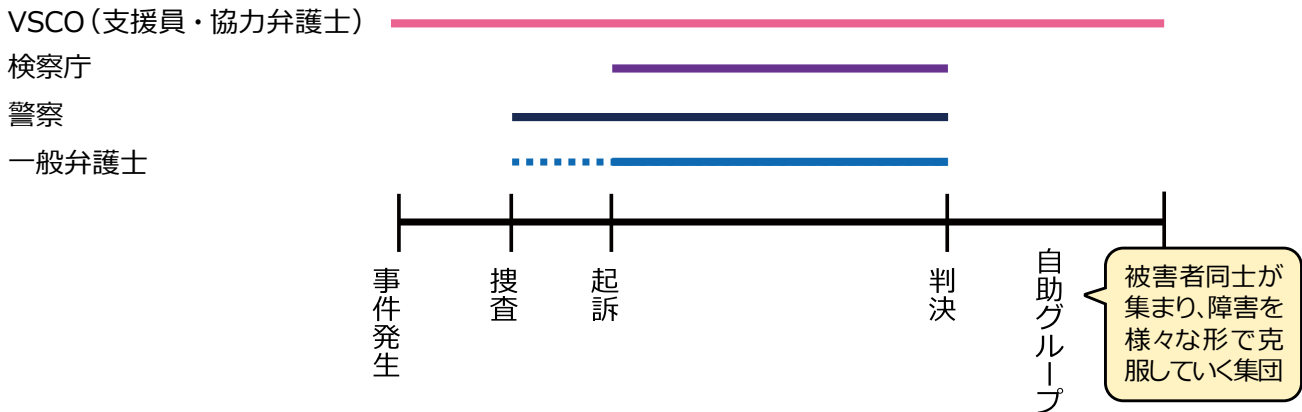 VSCO（支援員・協力弁護士）
検察庁
警察
一般弁護士
事件発生
捜査
起訴
判決
自助グループ
被害者同士が
集まり、障害を
様々な形で克
服していく集団